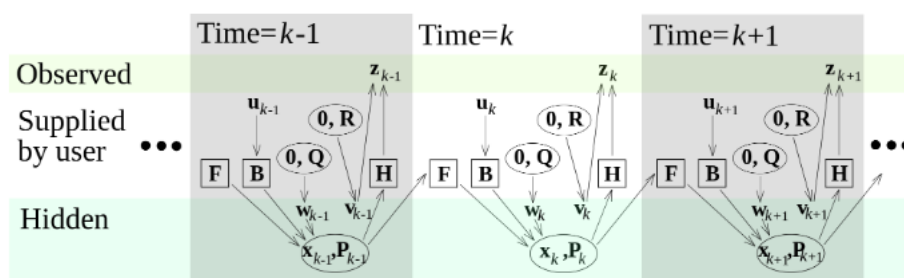 Time=k-1 Time=k Time=k+1
Observed z_{k-1} z_k z_{k+1}
u_{k-1} u_k u_{k+1}
Supplied 0, R 0, R 0, R
by user ••• 0, Q 0, Q 0, Q •••
F B H F B H F B H
Hidden w_{k-1} v_{k-1} w_k v_k w_{k+1} v_{k+1}
x_{k-1},P_{k-1} x_k,P_k x_{k+1},P_{k+1}